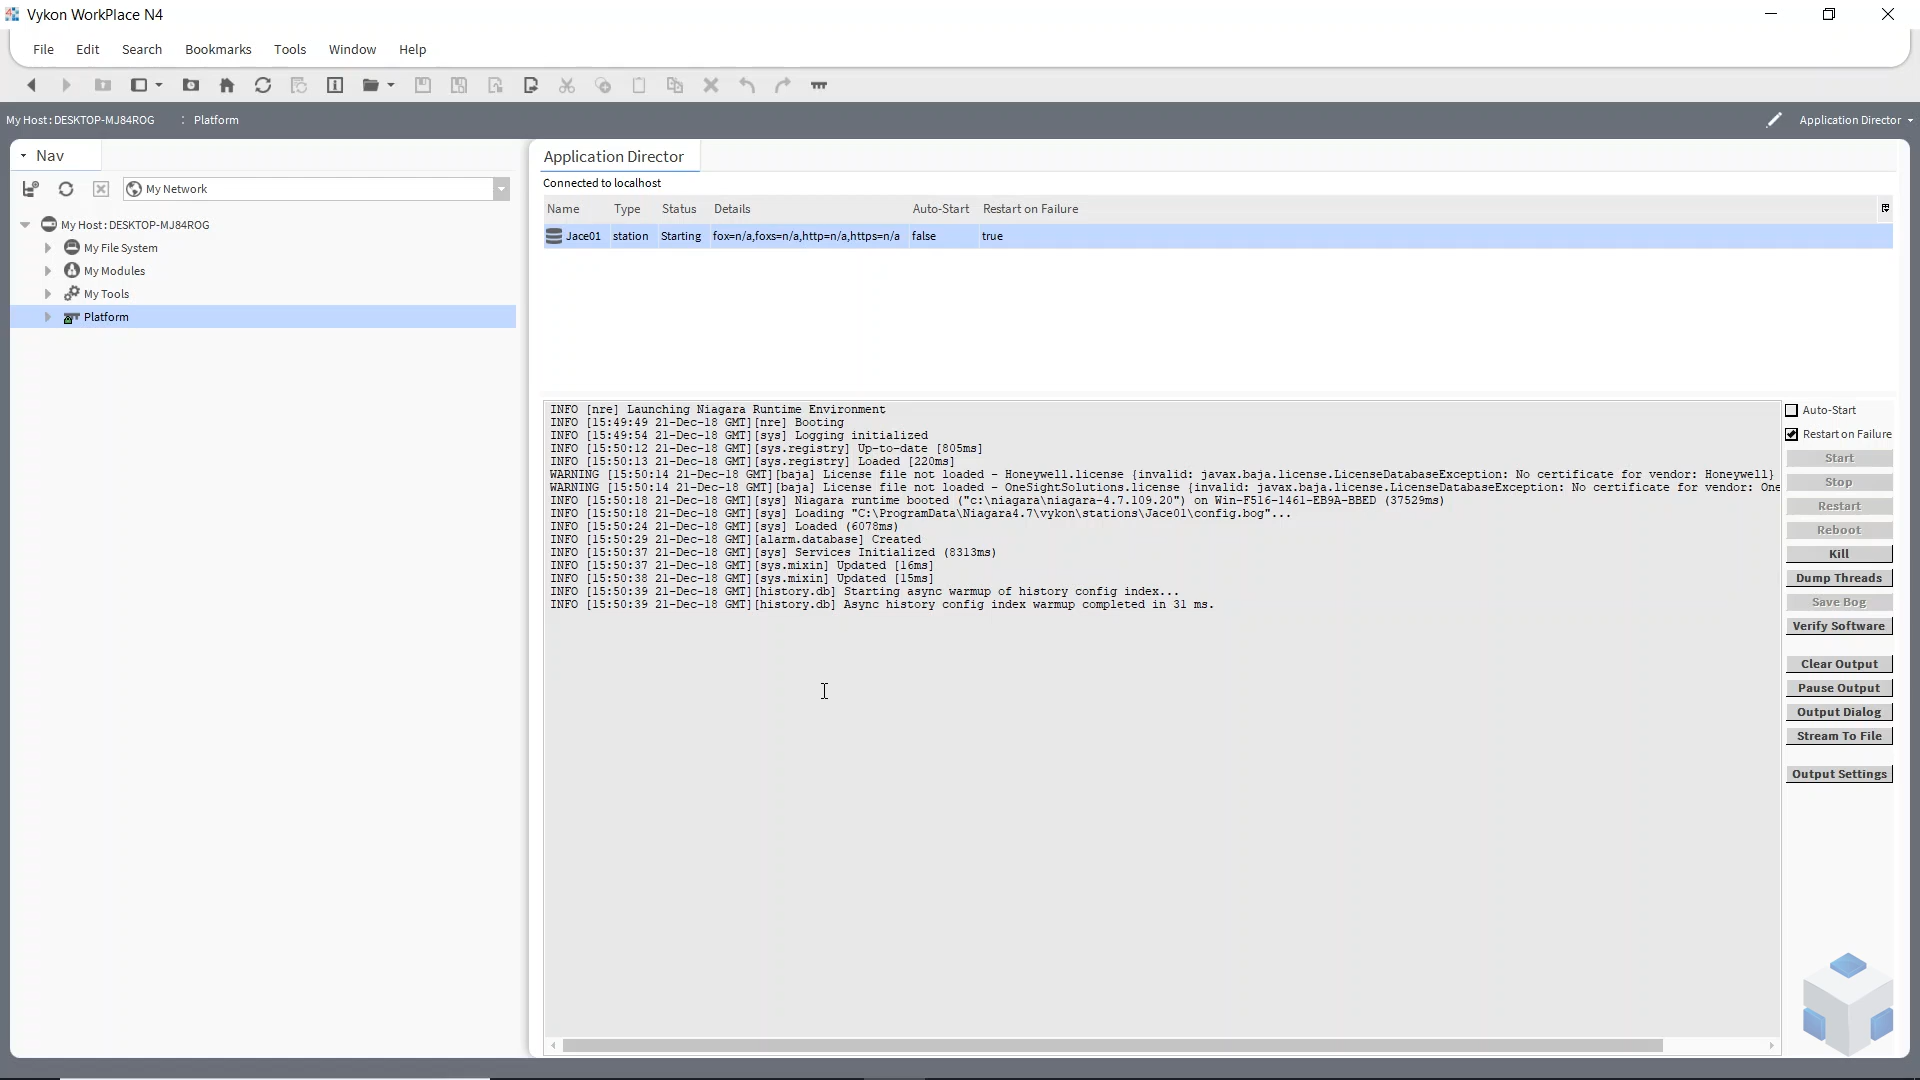 Vykon WorkPlace N4
File Edit Search Bookmarks Tools Window Help
My Host : DESKTOP-MJ84ROG : Platform Application Director
Nav
My Network
My Host : DESKTOP-MJ84ROG
My File System
My Modules
My Tools
Platform
Application Director
Connected to localhost
Name Type Status Details Auto-Start Restart on Failure
Jace01 station Starting fox=n/a,foxs=n/a,http=n/a,https=n/a false true
INFO [nre] Launching Niagara Runtime Environment
INFO [15:49:49 21-Dec-18 GMT][nre] Booting
INFO [15:49:54 21-Dec-18 GMT][sys] Logging initialized
INFO [15:50:12 21-Dec-18 GMT][sys.registry] Up-to-date [805ms]
INFO [15:50:13 21-Dec-18 GMT][sys.registry] Loaded [220ms]
WARNING [15:50:14 21-Dec-18 GMT][baja] License file not loaded - Honeywell.license {invalid: javax.baja.license.LicenseDatabaseException: No certificate for vendor: Honeywell}
WARNING [15:50:14 21-Dec-18 GMT][baja] License file not loaded - OneSightSolutions.license {invalid: javax.baja.license.LicenseDatabaseException: No certificate for vendor: One
INFO [15:50:18 21-Dec-18 GMT][sys] Niagara runtime booted ("c:\niagara\niagara-4.7.109.20") on Win-F516-1461-EB9A-BBED (37529ms)
INFO [15:50:18 21-Dec-18 GMT][sys] Loading "C:\ProgramData\Niagara4.7\vykon\stations\Jace01\config.bog"...
INFO [15:50:24 21-Dec-18 GMT][sys] Loaded (6078ms)
INFO [15:50:29 21-Dec-18 GMT][alarm.database] Created
INFO [15:50:37 21-Dec-18 GMT][sys] Services Initialized (8313ms)
INFO [15:50:37 21-Dec-18 GMT][sys.mixin] Updated [16ms]
INFO [15:50:38 21-Dec-18 GMT][sys.mixin] Updated [15ms]
INFO [15:50:39 21-Dec-18 GMT][history.db] Starting async warmup of history config index...
INFO [15:50:39 21-Dec-18 GMT][history.db] Async history config index warmup completed in 31 ms.
Auto-Start
Restart on Failure
Start
Stop
Restart
Reboot
Kill
Dump Threads
Save Bog
Verify Software
Clear Output
Pause Output
Output Dialog
Stream To File
Output Settings